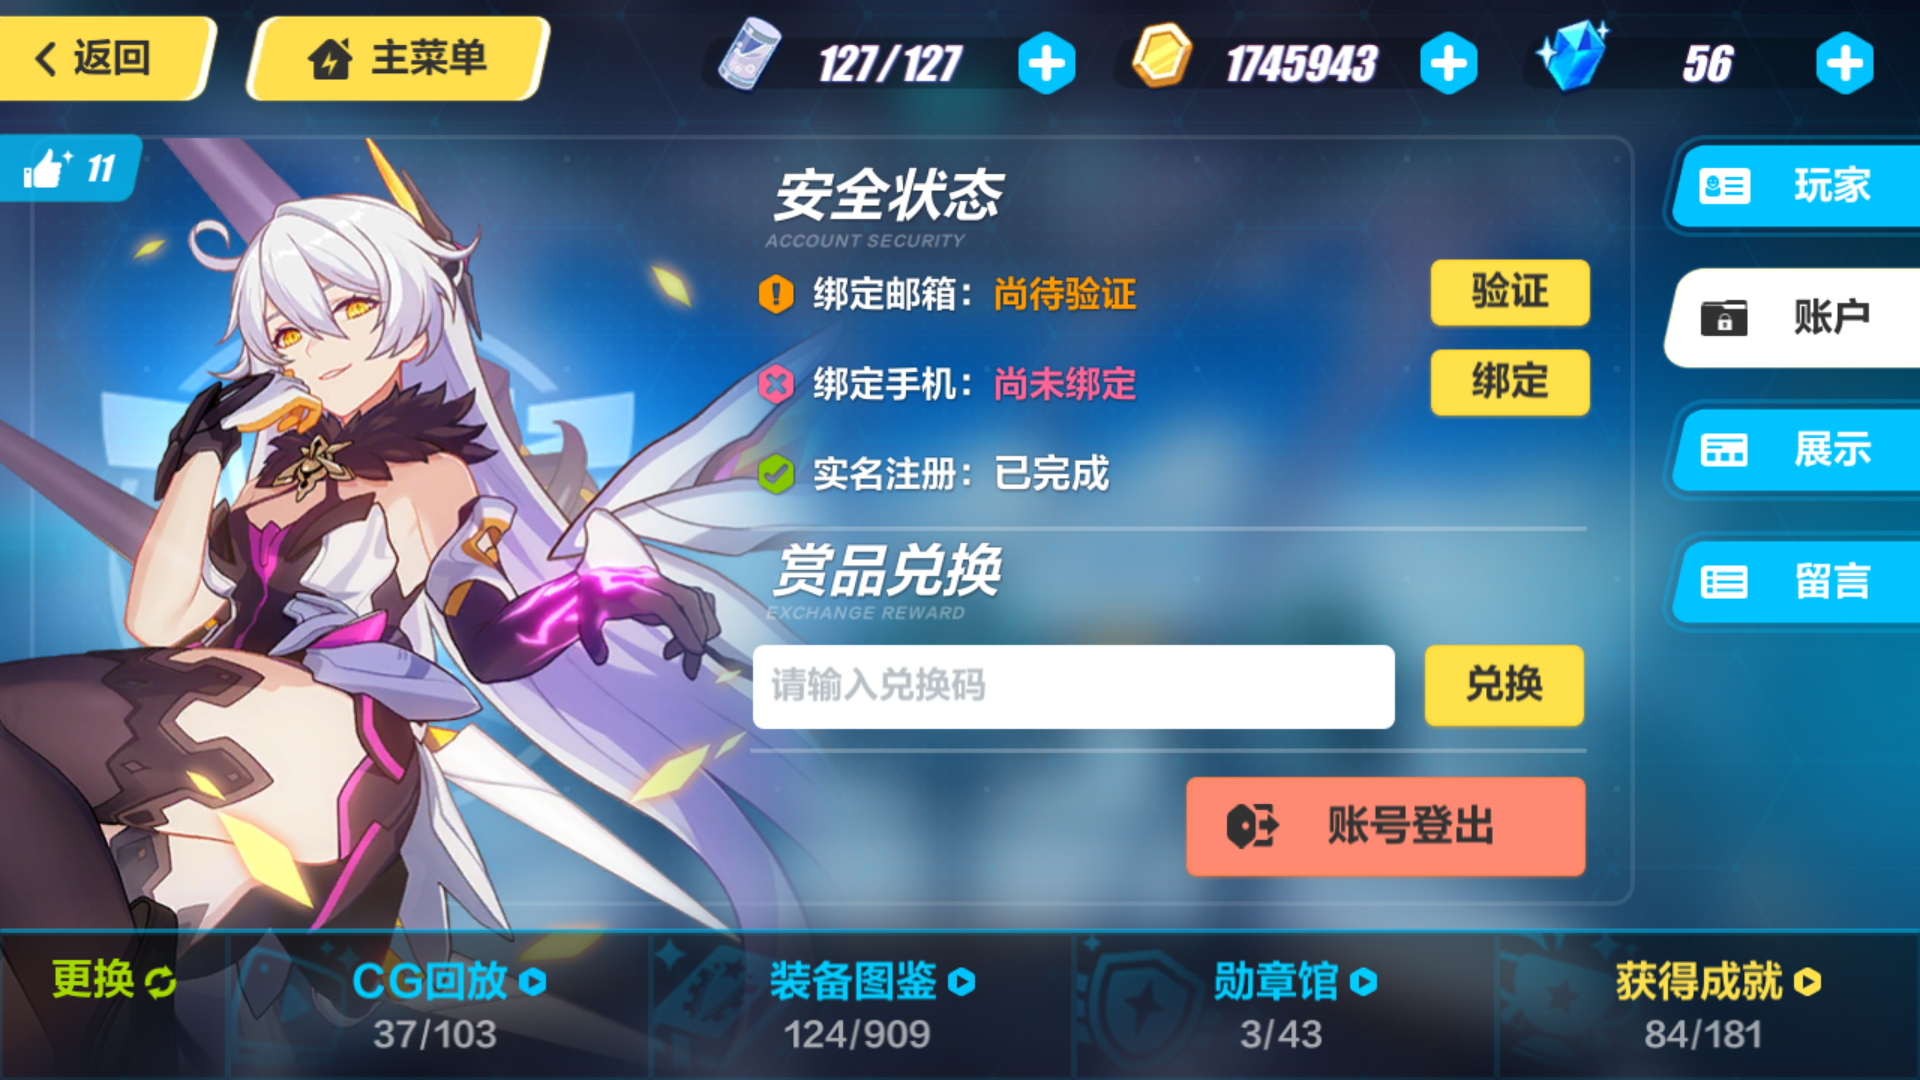 返回
主菜单
127/127
1745943
56
11
安全状态
ACCOUNT SECURITY
绑定邮箱：尚待验证
验证
绑定手机：尚未绑定
绑定
实名注册：已完成
赏品兑换
EXCHANGE REWARD
请输入兑换码
兑换
账号登出
玩家
账户
展示
留言
更换
CG回放
37/103
装备图鉴
124/909
勋章馆
3/43
获得成就
84/181